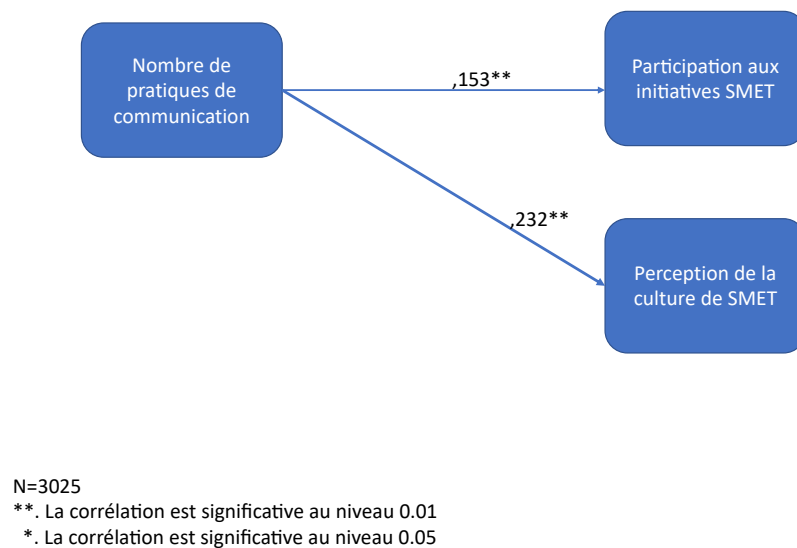 Nombre de
pratiques de
communication
,153**
Participation aux
initiatives SMET
,232**
Perception de la
culture de SMET
N=3025
**. La corrélation est significative au niveau 0.01
*. La corrélation est significative au niveau 0.05